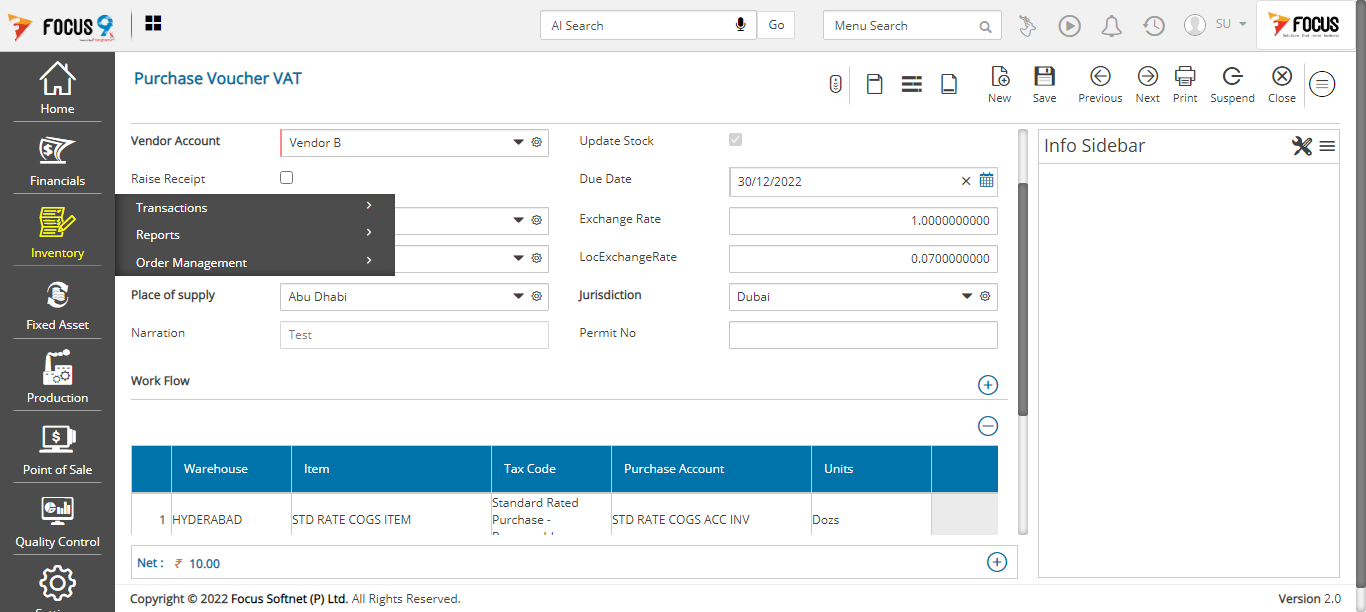 FOCUS 9
AI Search
Go
Menu Search
SU
FOCUS
Home
Financials
Inventory
Fixed Asset
Production
Point of Sale
Quality Control
Purchase Voucher VAT
New
Save
Previous
Next
Print
Suspend
Close
Vendor Account
Vendor B
Update Stock
Raise Receipt
Due Date
30/12/2022
Transactions
Reports
Order Management
Exchange Rate
1.0000000000
LocExchangeRate
0.0700000000
Place of supply
Abu Dhabi
Jurisdiction
Dubai
Narration
Test
Permit No
Work Flow
Warehouse Item Tax Code Purchase Account Units
1 HYDERABAD STD RATE COGS ITEM Standard Rated Purchase - STD RATE COGS ACC INV Dozs
Net : ₹ 10.00
Info Sidebar
Copyright © 2022 Focus Softnet (P) Ltd. All Rights Reserved.
Version 2.0